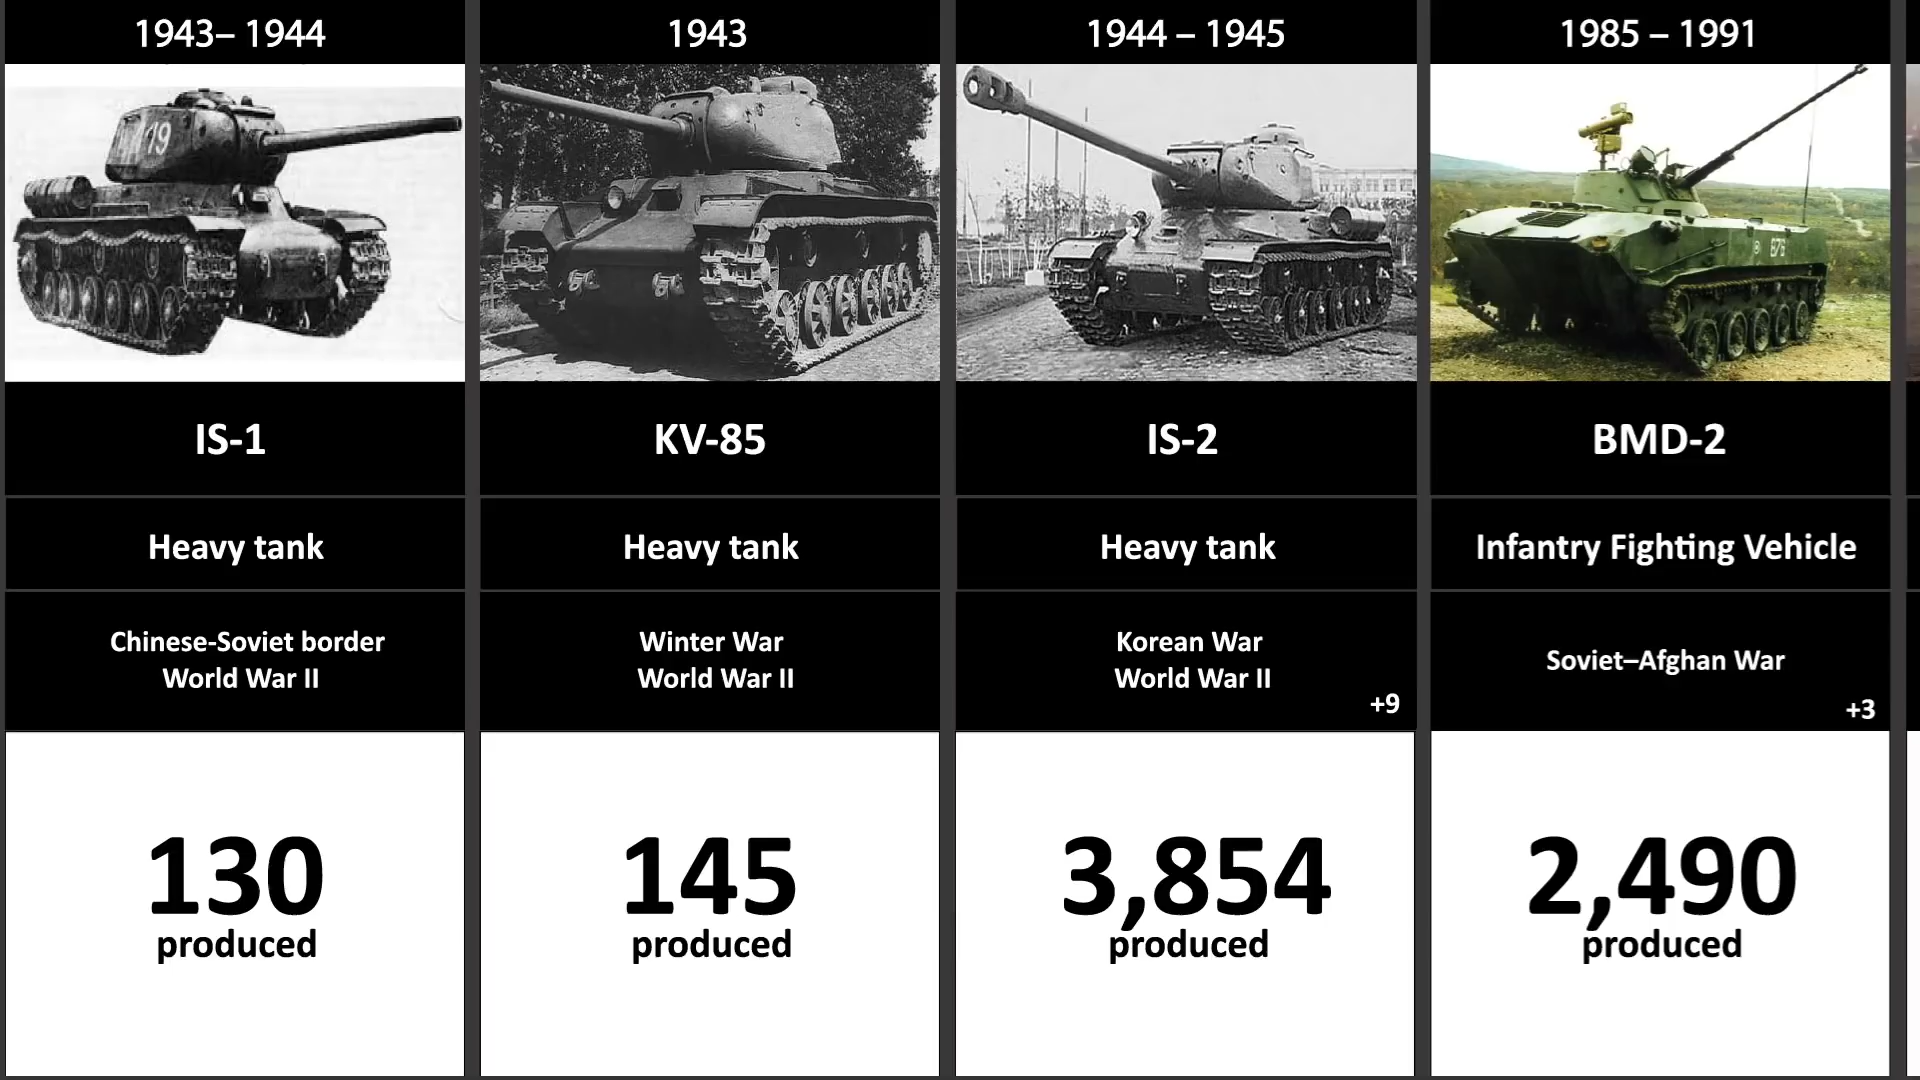 1943– 1944
19
IS-1
Heavy tank
Chinese-Soviet border
World War II
130
produced
1943
KV-85
Heavy tank
Winter War
World War II
145
produced
1944 – 1945
IS-2
Heavy tank
Korean War
World War II
+9
3,854
produced
1985 – 1991
BMD-2
Infantry Fighting Vehicle
Soviet–Afghan War
+3
2,490
produced